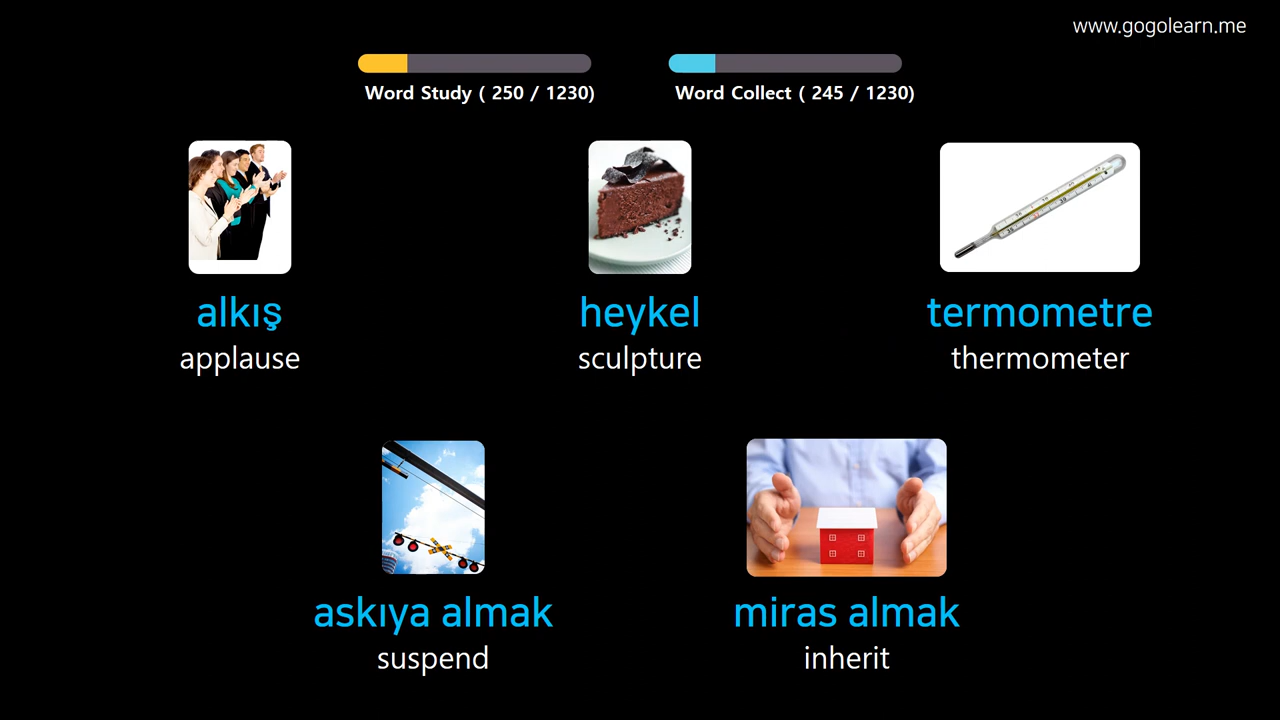 www.gogolearn.me
Word Study ( 250 / 1230)
Word Collect ( 245 / 1230)
alkış
applause
heykel
sculpture
termometre
thermometer
askıya almak
suspend
miras almak
inherit